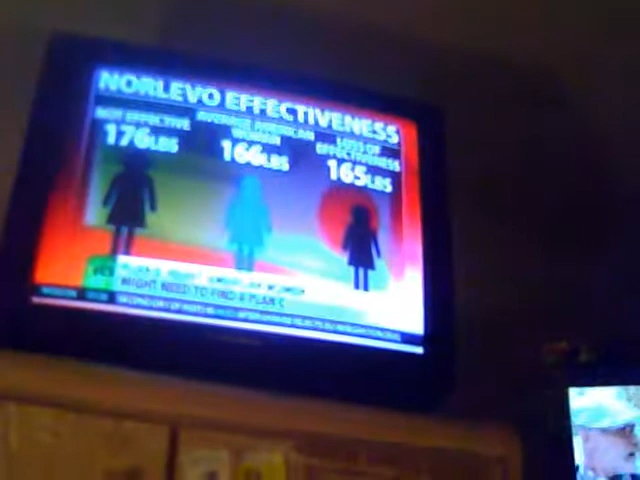 NORLEVO EFFECTIVENESS
NOT EFFECTIVE
176LBS
AVERAGE AMERICAN
WOMAN
166LBS
LOSS OF
EFFECTIVENESS
165LBS
MIGHT NEED TO FIND A PLAN C